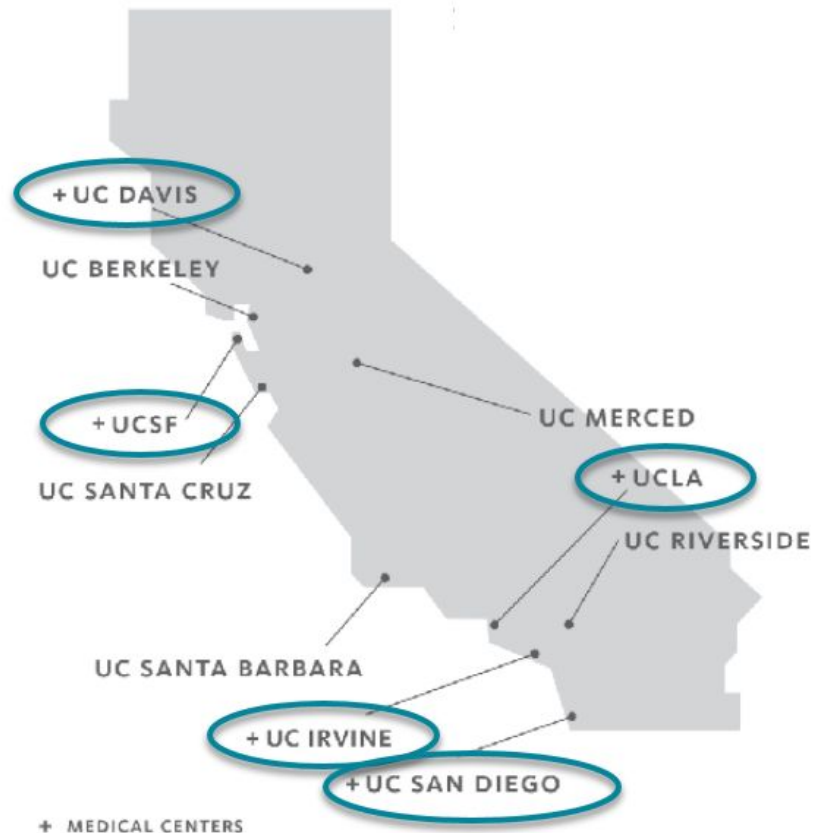 + UC DAVIS
UC BERKELEY
UC MERCED
+ UCSF
+ UCLA
UC SANTA CRUZ
UC RIVERSIDE
UC SANTA BARBARA
+ UC IRVINE
+ UC SAN DIEGO
+ MEDICAL CENTERS